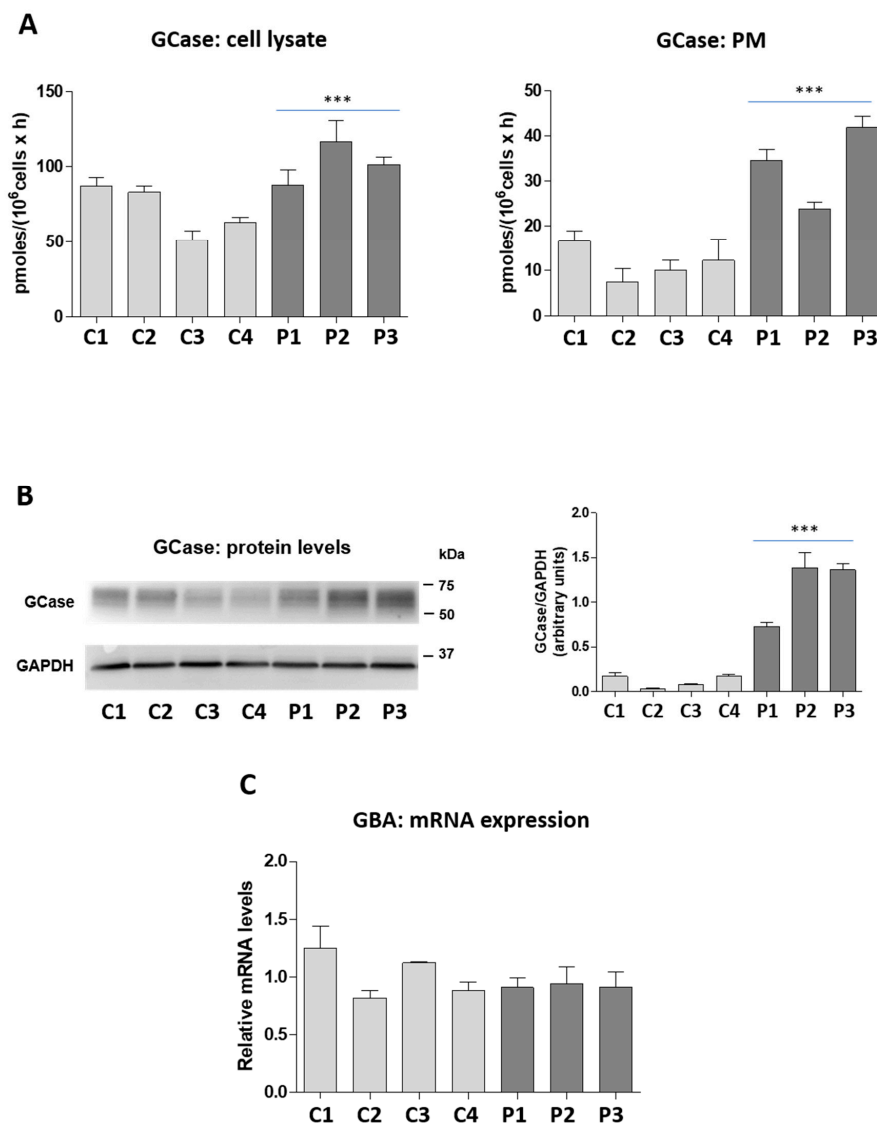 A
GCase: cell lysate
pmoles/(10⁶cells x h)
150
100
50
0
***
C1 C2 C3 C4 P1 P2 P3
GCase: PM
pmoles/(10⁶cells x h)
50
40
30
20
10
0
***
C1 C2 C3 C4 P1 P2 P3
B
GCase: protein levels
kDa
GCase
75
50
GAPDH
37
C1 C2 C3 C4 P1 P2 P3
GCase/GAPDH
(arbitrary units)
2.0
1.5
1.0
0.5
0.0
***
C1 C2 C3 C4 P1 P2 P3
C
GBA: mRNA expression
Relative mRNA levels
2.0
1.5
1.0
0.5
0.0
C1 C2 C3 C4 P1 P2 P3